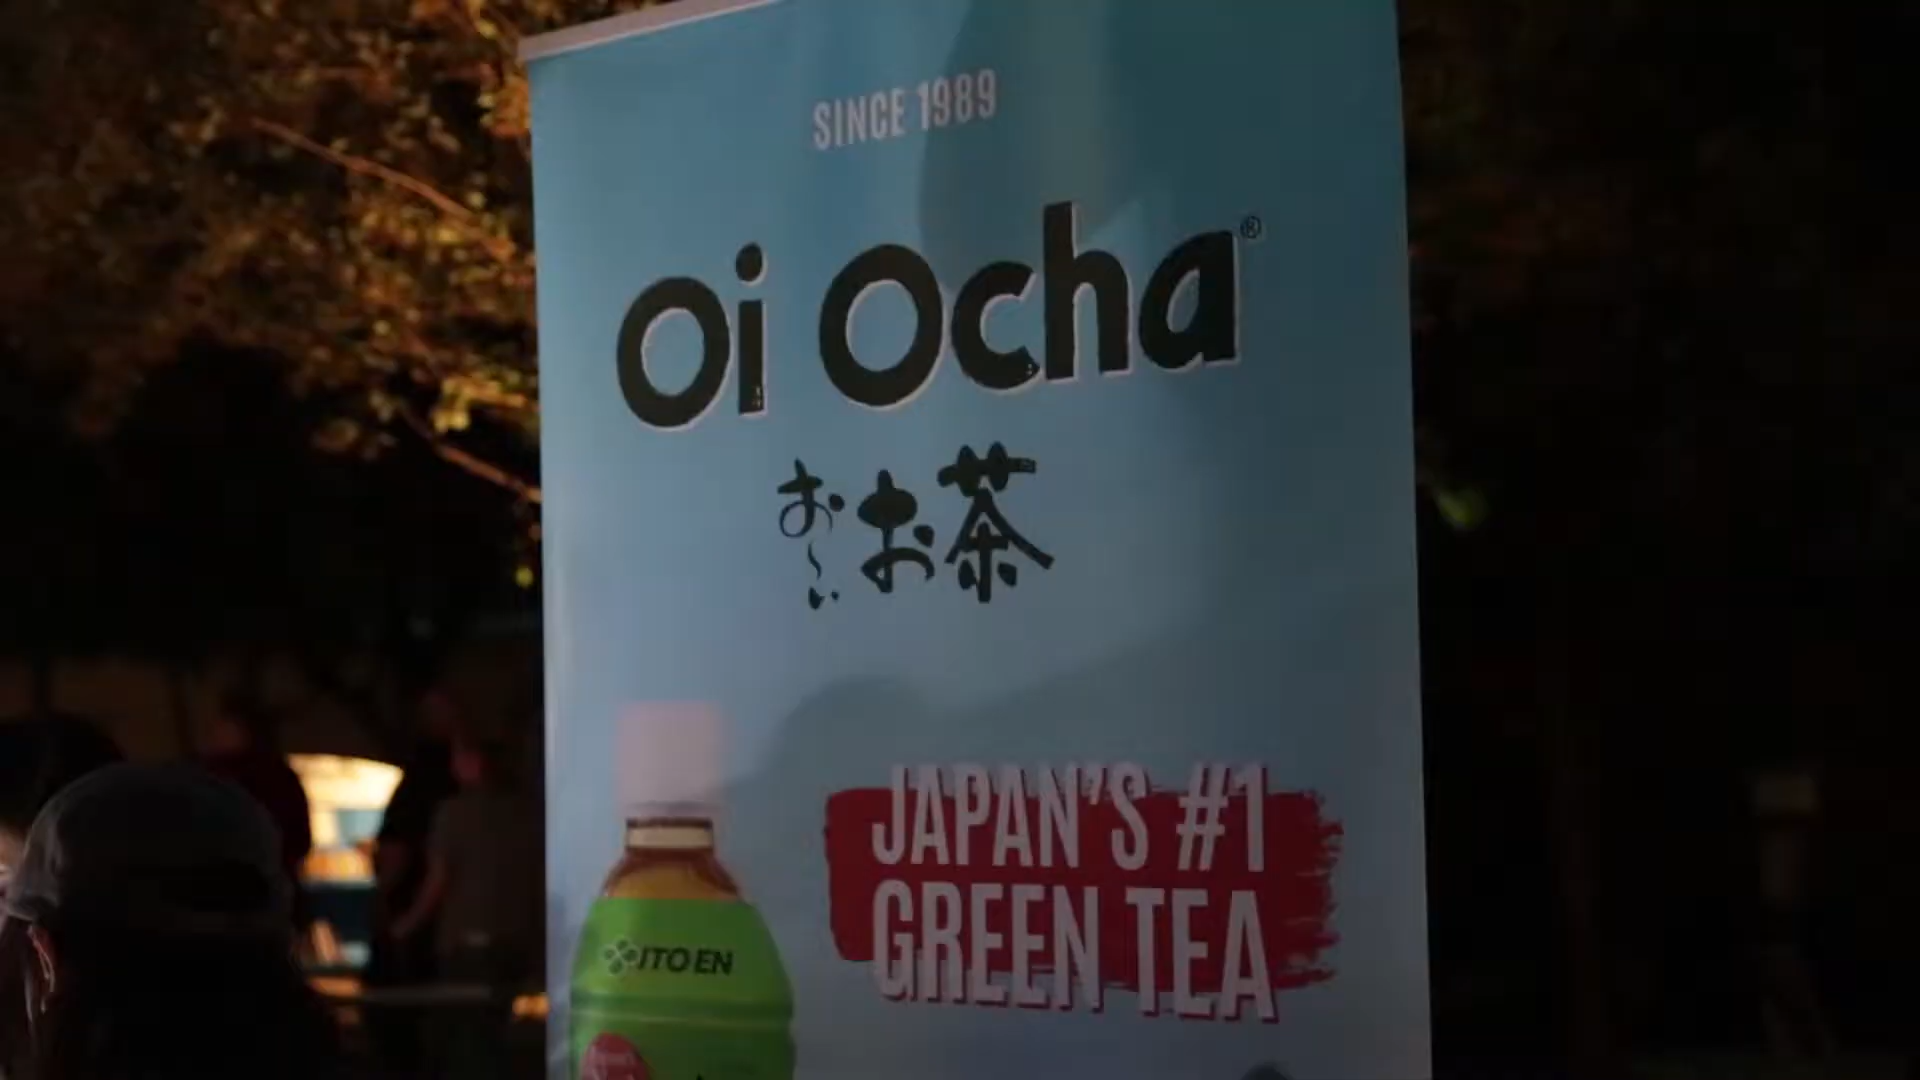 SINCE 1989
Oi Ocha®
お〜いお茶
JAPAN'S #1
GREEN TEA
ITO EN